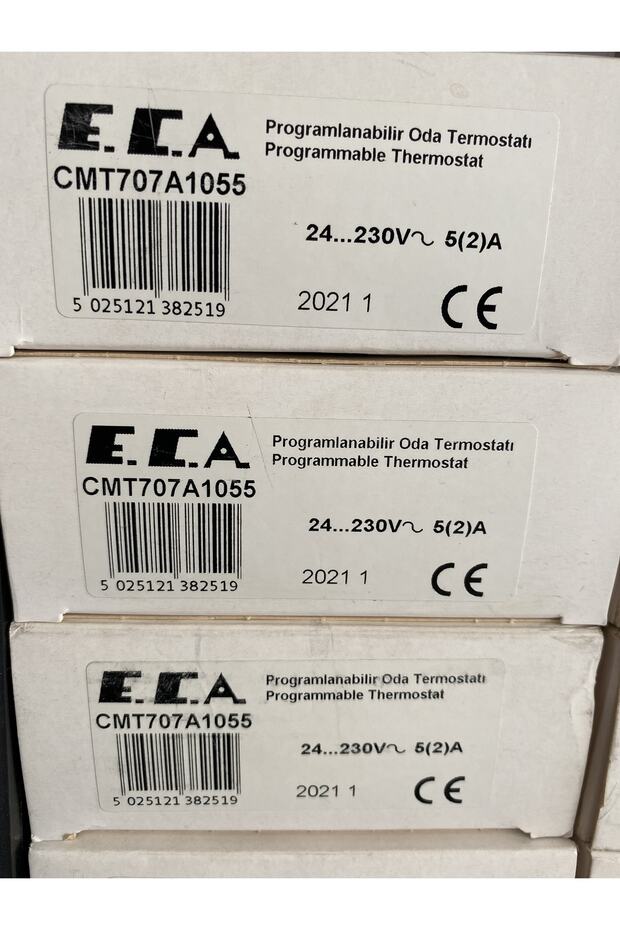 E.C.A
Programlanabilir Oda Termostatı
Programmable Thermostat
CMT707A1055
24...230V~ 5(2)A
5 025121 382519
2021 1
CE
E.C.A
Programlanabilir Oda Termostatı
Programmable Thermostat
CMT707A1055
24...230V~ 5(2)A
5 025121 382519
2021 1
CE
E.C.A
Programlanabilir Oda Termostatı
Programmable Thermostat
CMT707A1055
24...230V~ 5(2)A
5 025121 382519
2021 1
CE